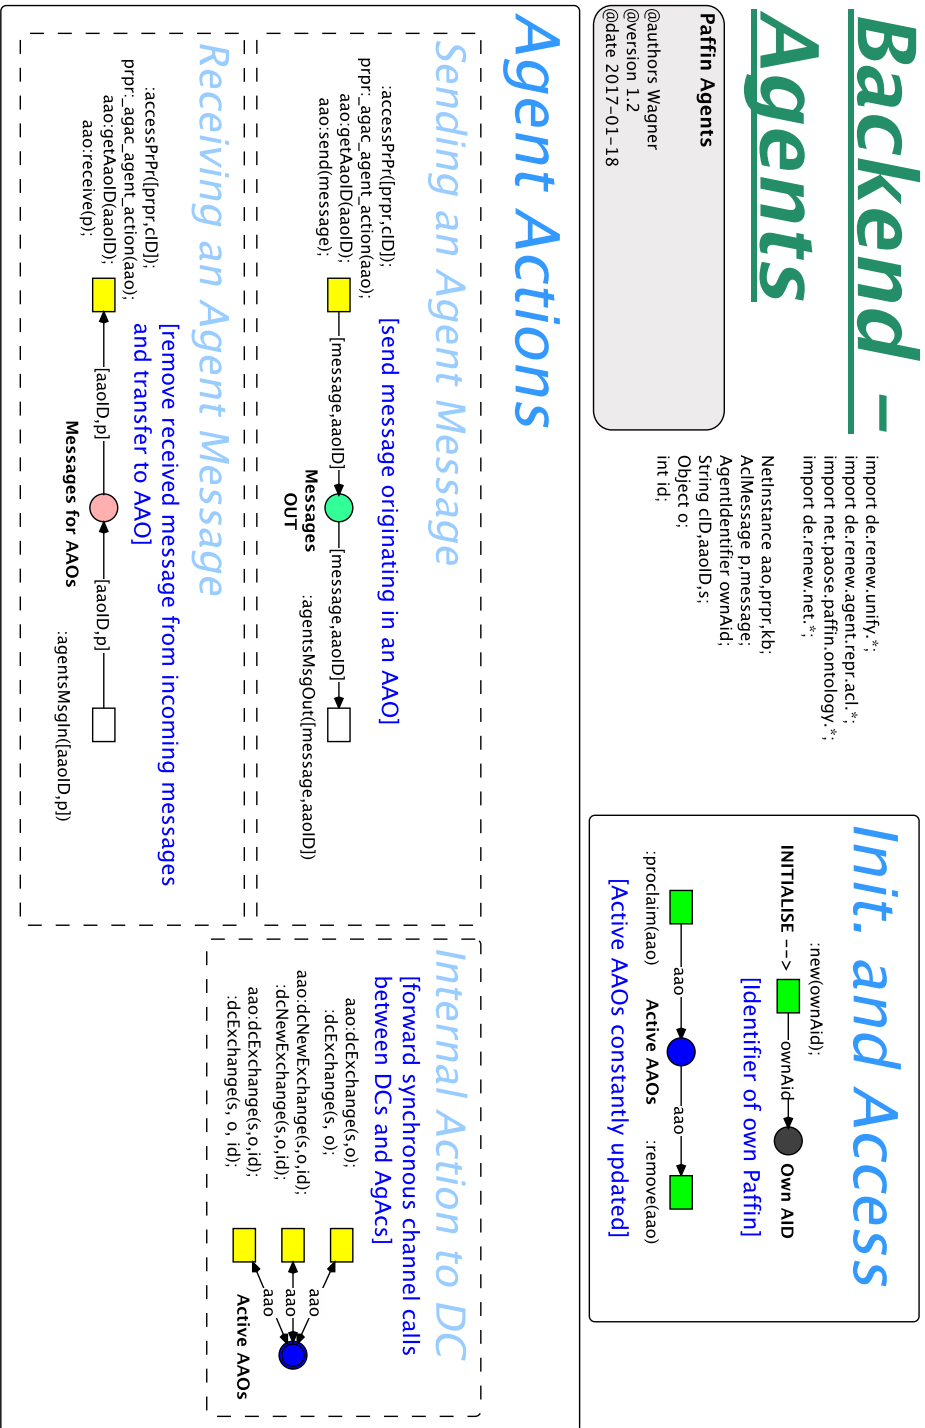 Backend –
Agents
Paffin Agents
@authors Wagner
@version 1.2
@date 2017-01-18
import de.renew.unify.*;
import de.renew.agent.repr.acl.*;
import net.paose.paffin.ontology.*;
import de.renew.net.*;
NetInstance aao,prpr,kb;
AclMessage p,message;
AgentIdentifier ownAid;
String cID,aaoID,s;
Object o;
int id;
Init. and Access
:new(ownAid);
INITIALISE -->
ownAid
Own AID
[Identifier of own Paffin]
:proclaim(aao)
aao
Active AAOs
aao
:remove(aao)
[Active AAOs constantly updated]
Agent Actions
Sending an Agent Message
[send message originating in an AAO]
:accessPrPr([prpr,cID]);
prpr:_agac_agent_action(aao);
aao:getAaoID(aaoID);
aao:send(message);
[message,aaoID]
Messages
OUT
[message,aaoID]
:agentsMsgOut([message,aaoID])
Receiving an Agent Message
[remove received message from incoming messages
and transfer to AAO]
:accessPrPr([prpr,cID]);
prpr:_agac_agent_action(aao);
aao:getAaoID(aaoID);
aao:receive(p);
[aaoID,p]
Messages for AAOs
[aaoID,p]
:agentsMsgIn([aaoID,p])
Internal Action to DC
[forward synchronous channel calls
between DCs and AgAcs]
aao:dcExchange(s,o);
:dcExchange(s, o);
aao:dcNewExchange(s,o,id);
:dcNewExchange(s,o,id);
aao:dcExchange(s,o,id);
:dcExchange(s, o, id);
aao
aao
aao
Active AAOs